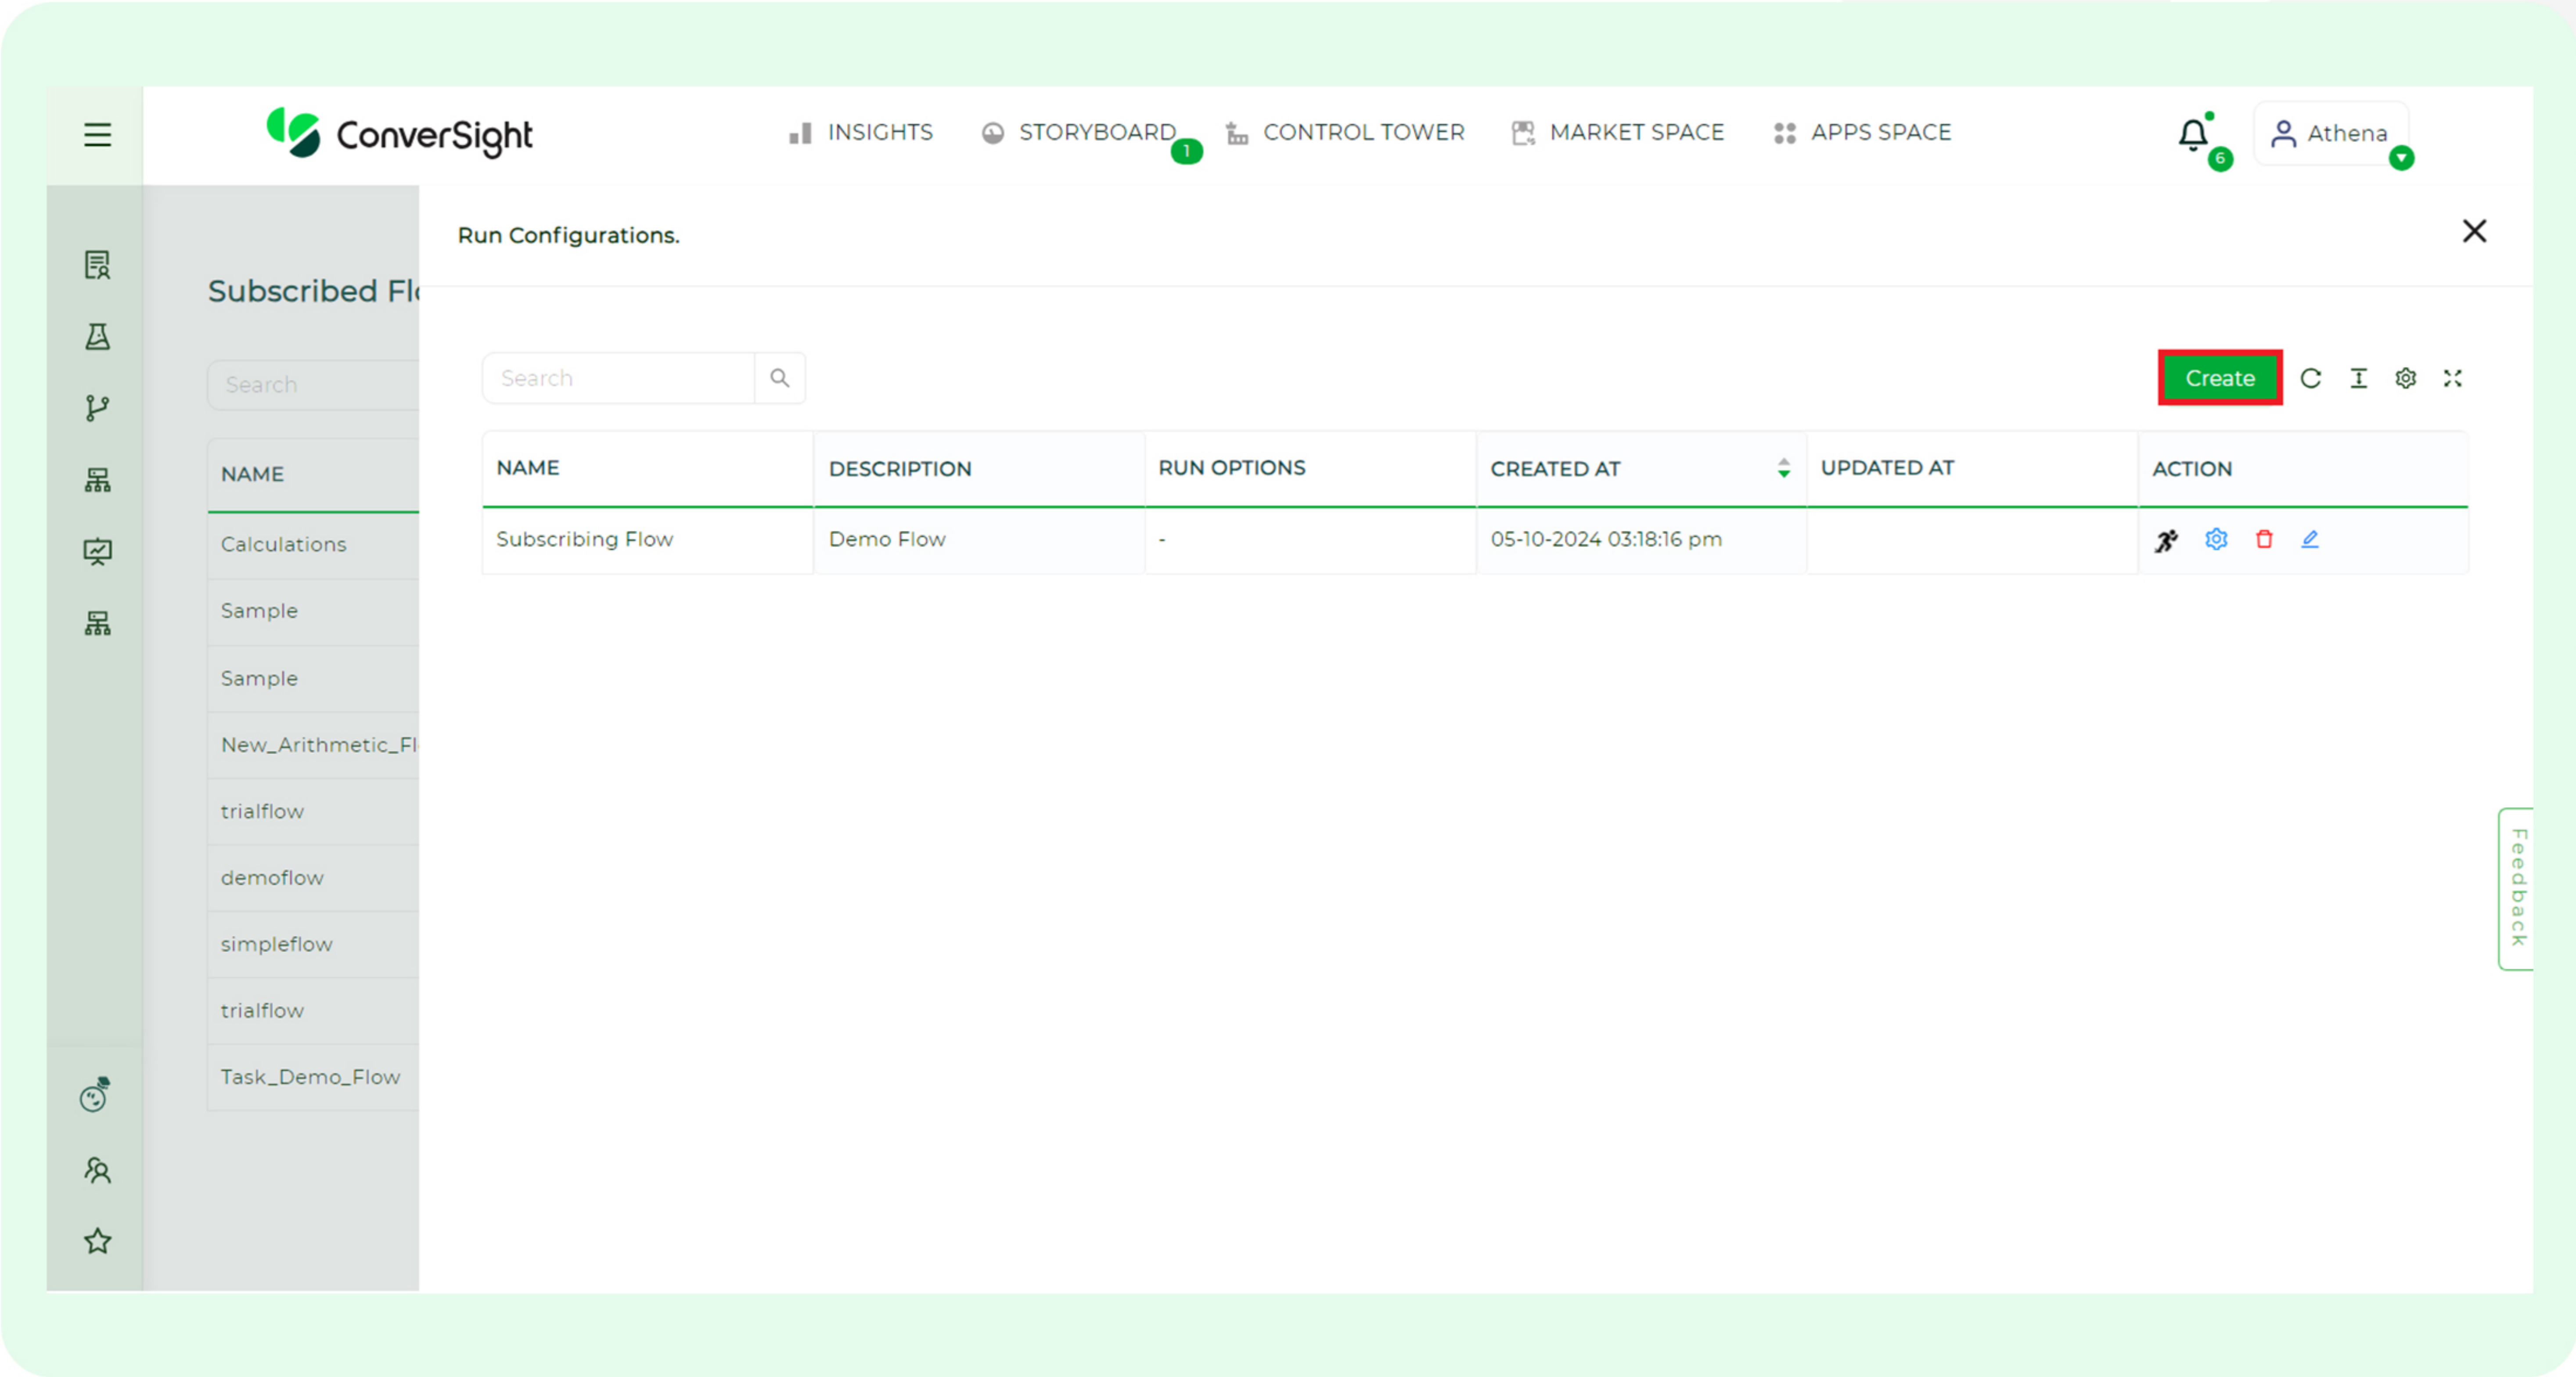 ConverSight
INSIGHTS
STORYBOARD
1
CONTROL TOWER
MARKET SPACE
APPS SPACE
6
Athena
Run Configurations.
Subscribed Flo
Search
NAME
Calculations
Sample
Sample
New_Arithmetic_Fl
trialflow
demoflow
simpleflow
trialflow
Task_Demo_Flow
Search
Create
NAME DESCRIPTION RUN OPTIONS CREATED AT UPDATED AT ACTION
Subscribing Flow Demo Flow - 05-10-2024 03:18:16 pm
Feedback